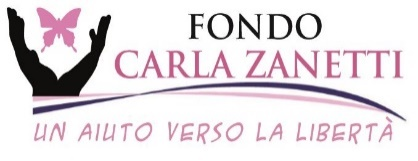 FONDO
CARLA ZANETTI
UN AIUTO VERSO LA LIBERTÀ